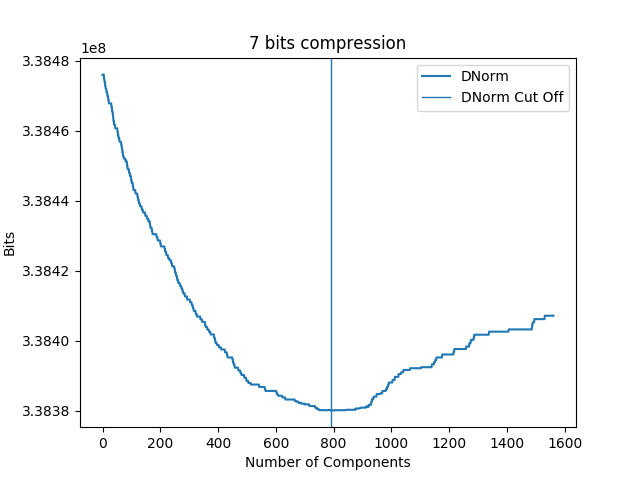 7 bits compression
1e8
3.3848
3.3846
3.3844
3.3842
3.3840
3.3838
Bits
DNorm
DNorm Cut Off
0 200 400 600 800 1000 1200 1400 1600
Number of Components